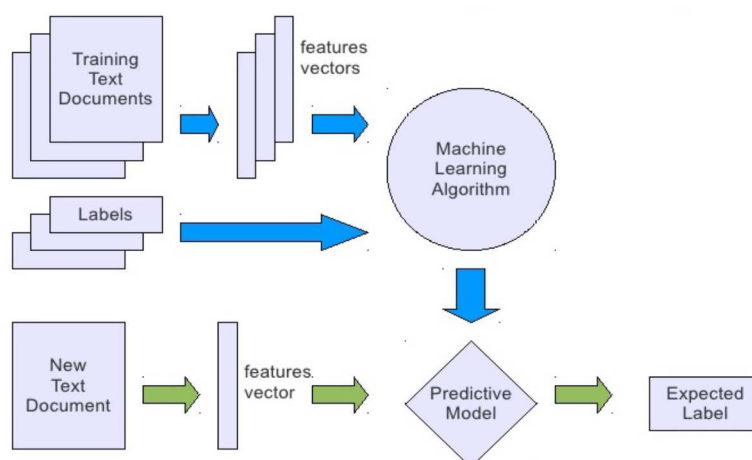 Training
Text
Documents
features
vectors
Machine
Learning
Algorithm
Labels
New
Text
Document
features
vector
Predictive
Model
Expected
Label